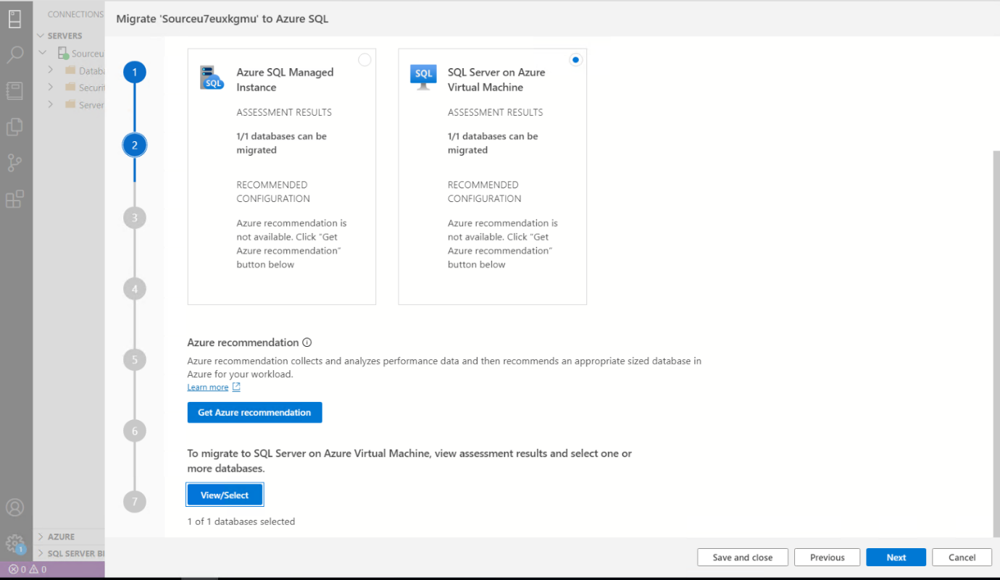 CONNECTIONS
Migrate 'Sourceu7euxkgmu' to Azure SQL
SERVERS
Sourceu
Databa
Securit
Server
1
2
3
4
5
6
7
SQL
Azure SQL Managed
Instance
ASSESSMENT RESULTS
1/1 databases can be
migrated
RECOMMENDED
CONFIGURATION
Azure recommendation is
not available. Click "Get
Azure recommendation"
button below
SQL
SQL Server on Azure
Virtual Machine
ASSESSMENT RESULTS
1/1 databases can be
migrated
RECOMMENDED
CONFIGURATION
Azure recommendation is
not available. Click "Get
Azure recommendation"
button below
Azure recommendation
Azure recommendation collects and analyzes performance data and then recommends an appropriate sized database in
Azure for your workload.
Learn more
Get Azure recommendation
To migrate to SQL Server on Azure Virtual Machine, view assessment results and select one or
more databases.
View/Select
1 of 1 databases selected
AZURE
SQL SERVER BI
1
0 0
Save and close
Previous
Next
Cancel